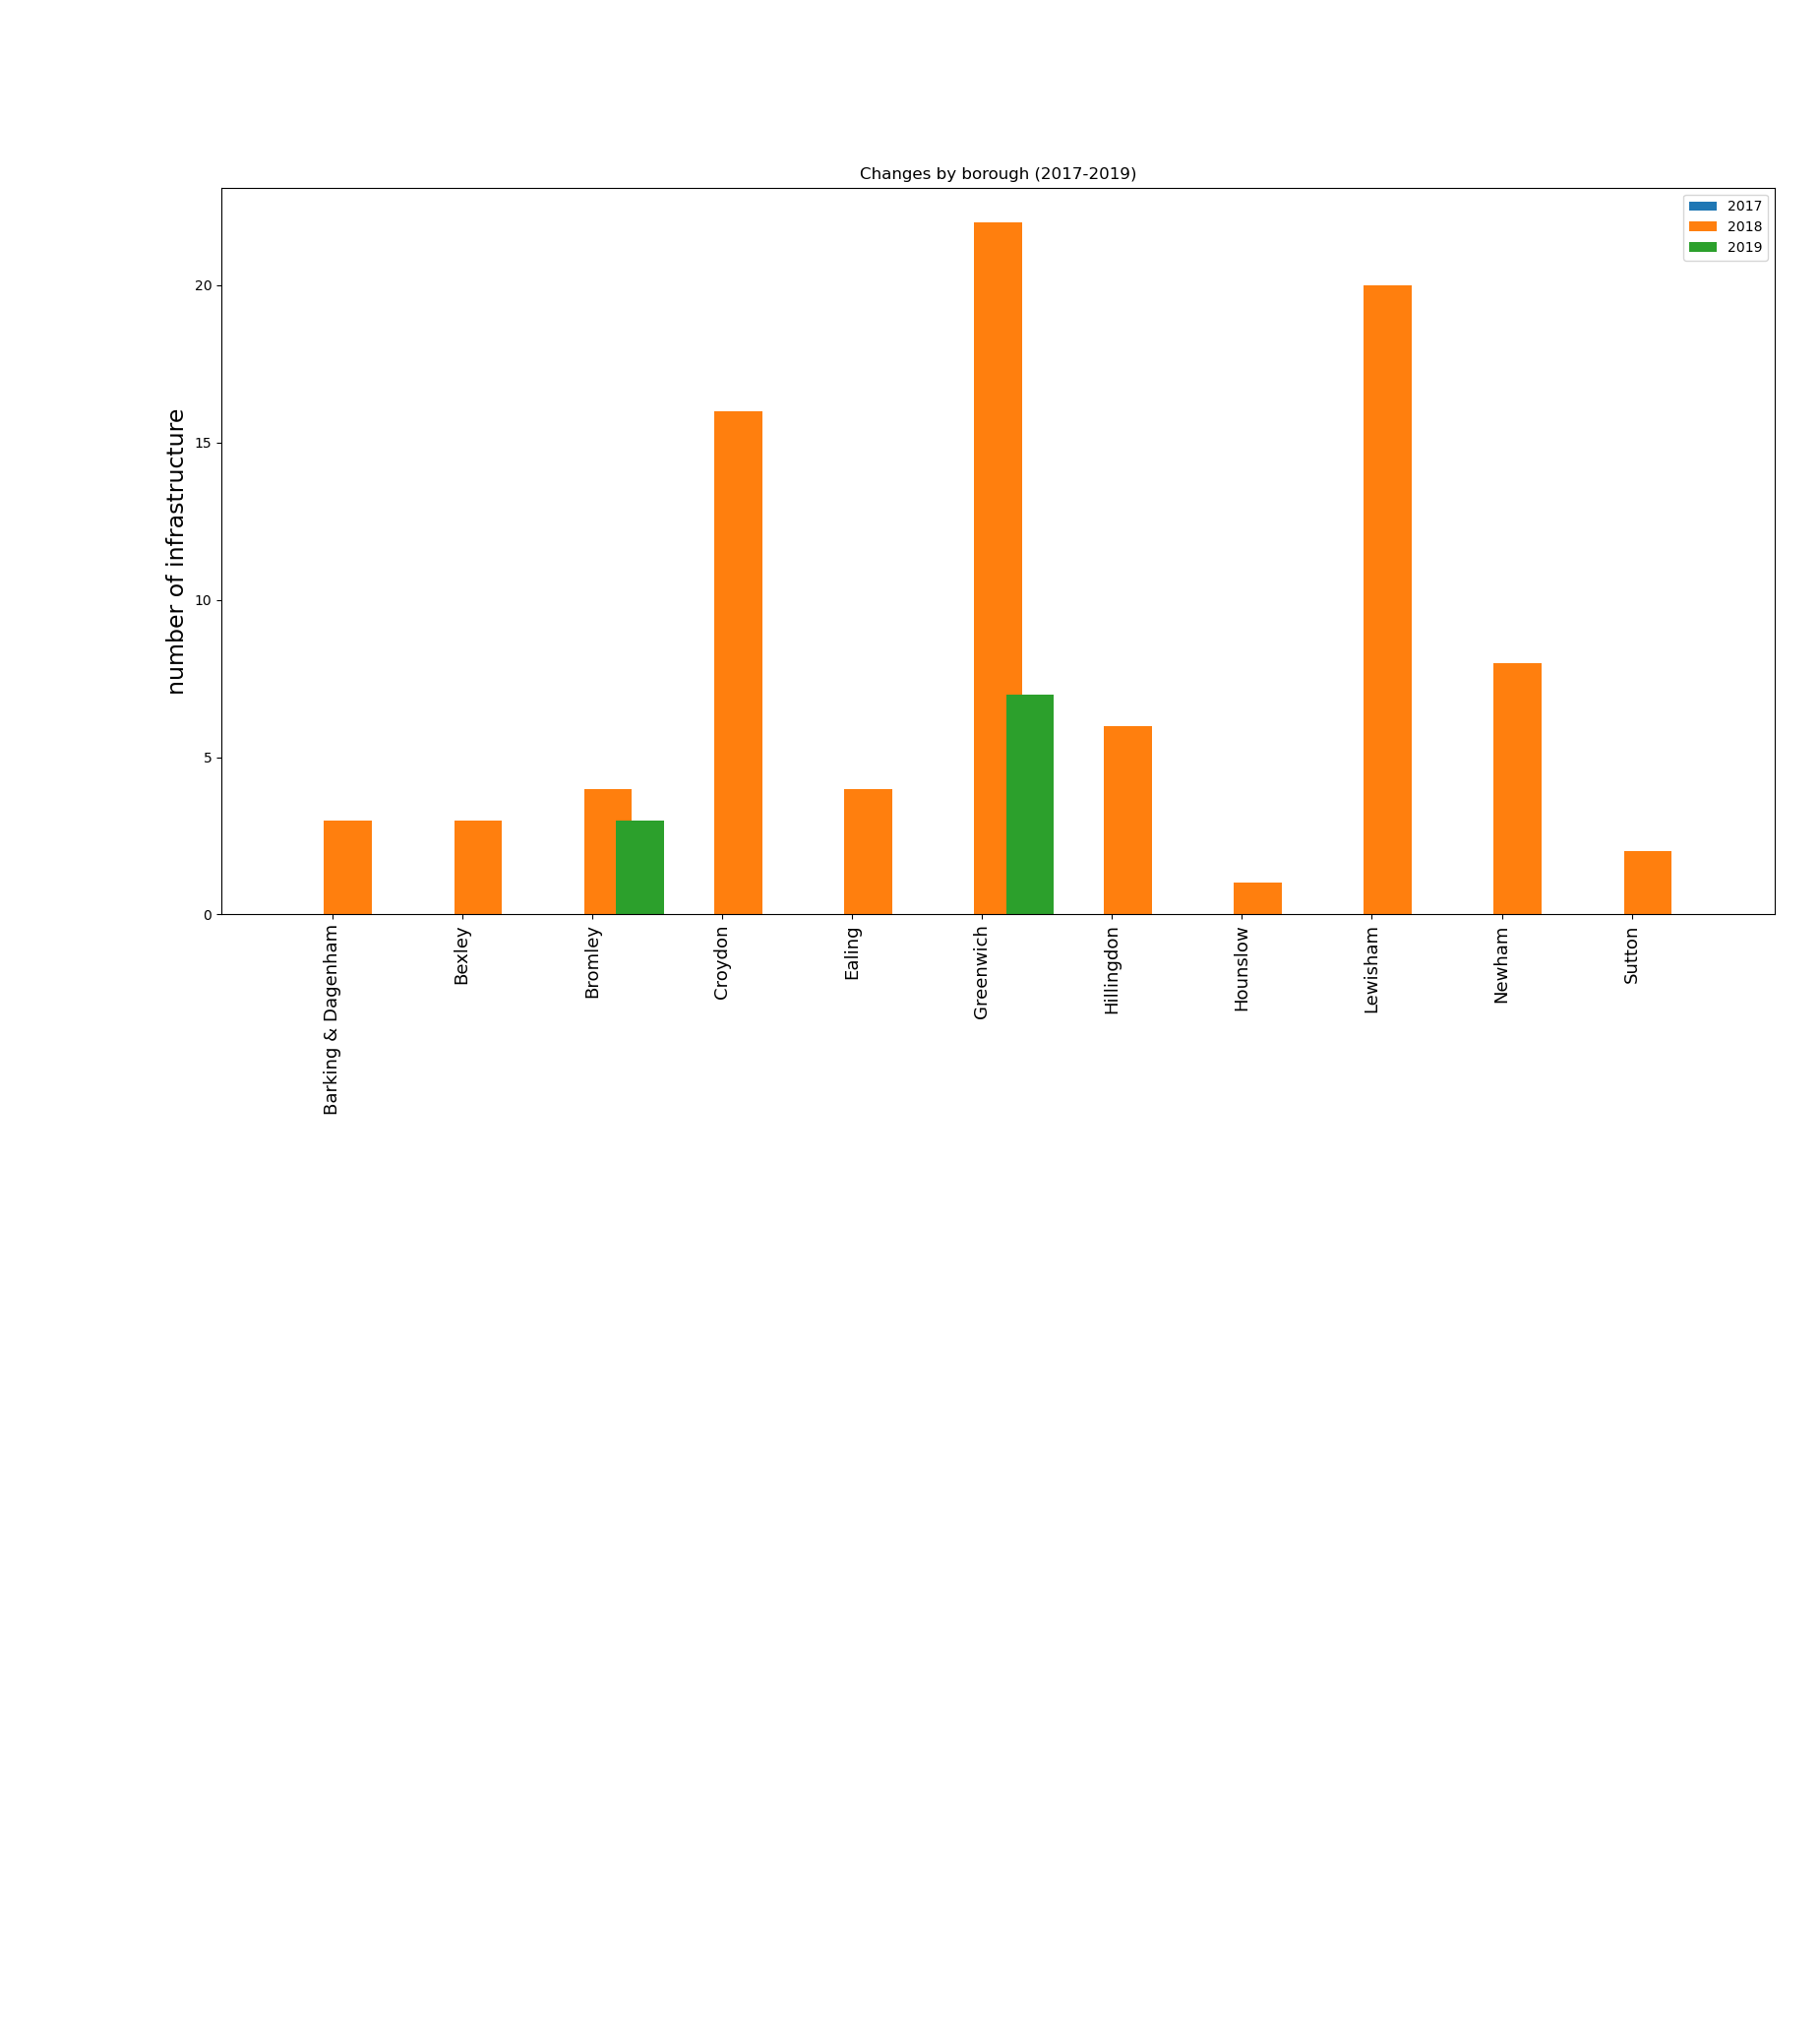 Changes by borough (2017-2019)
2017
2018
2019
number of infrastructure
20
15
10
5
0
Barking & Dagenham
Bexley
Bromley
Croydon
Ealing
Greenwich
Hillingdon
Hounslow
Lewisham
Newham
Sutton